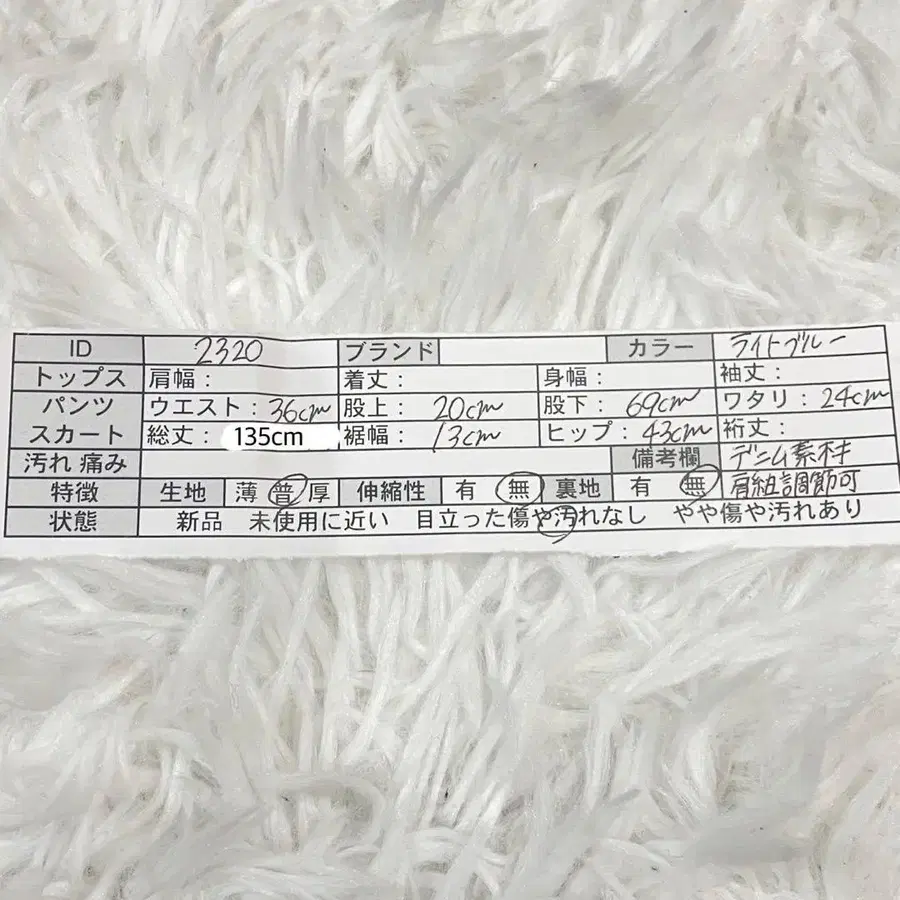 ID 2320 ブランド カラー ライトブルー
トップス 肩幅： 着丈： 身幅： 袖丈：
パンツ ウエスト：36cm 股上：20cm 股下：69cm ワタリ：24cm
スカート 総丈：135cm 裾幅：13cm ヒップ：43cm 裄丈：
汚れ 痛み 備考欄 デニム素材
特徴 生地 薄 普 厚 伸縮性 有 無 裏地 有 無 肩紐調節可
状態 新品 未使用に近い 目立った傷や汚れなし やや傷や汚れあり